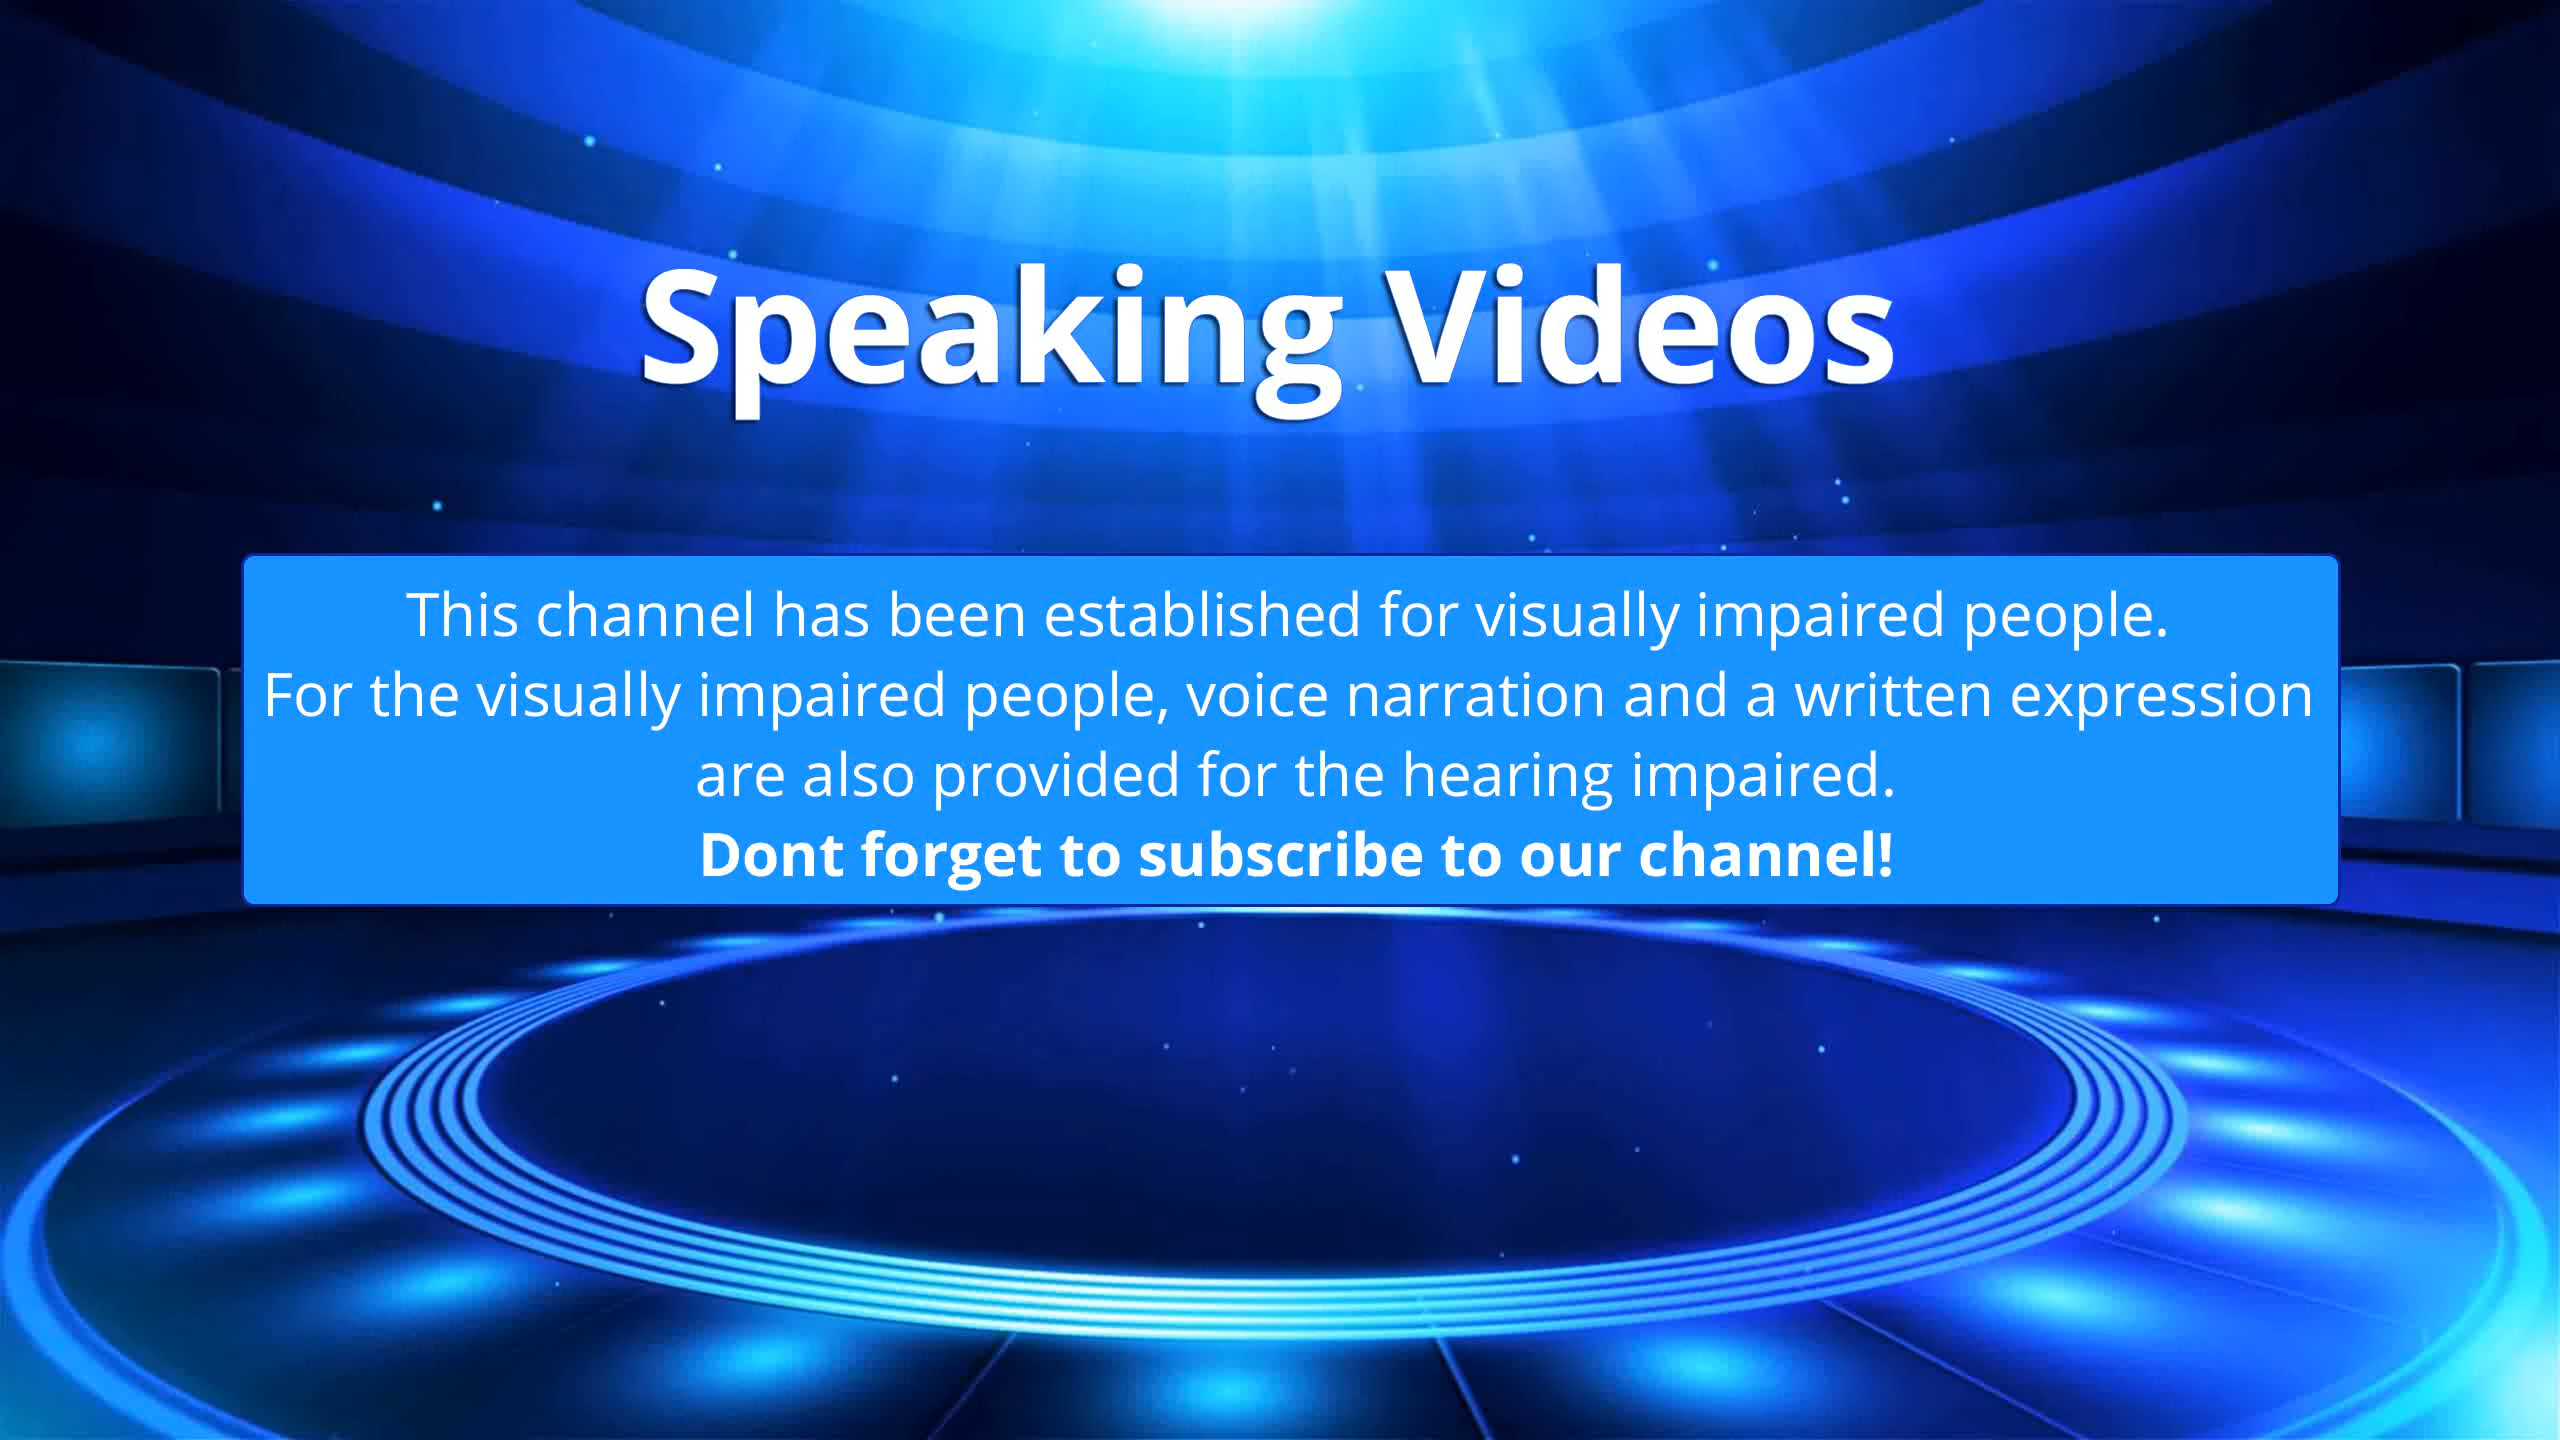 Speaking Videos
This channel has been established for visually impaired people.
For the visually impaired people, voice narration and a written expression
are also provided for the hearing impaired.
Dont forget to subscribe to our channel!